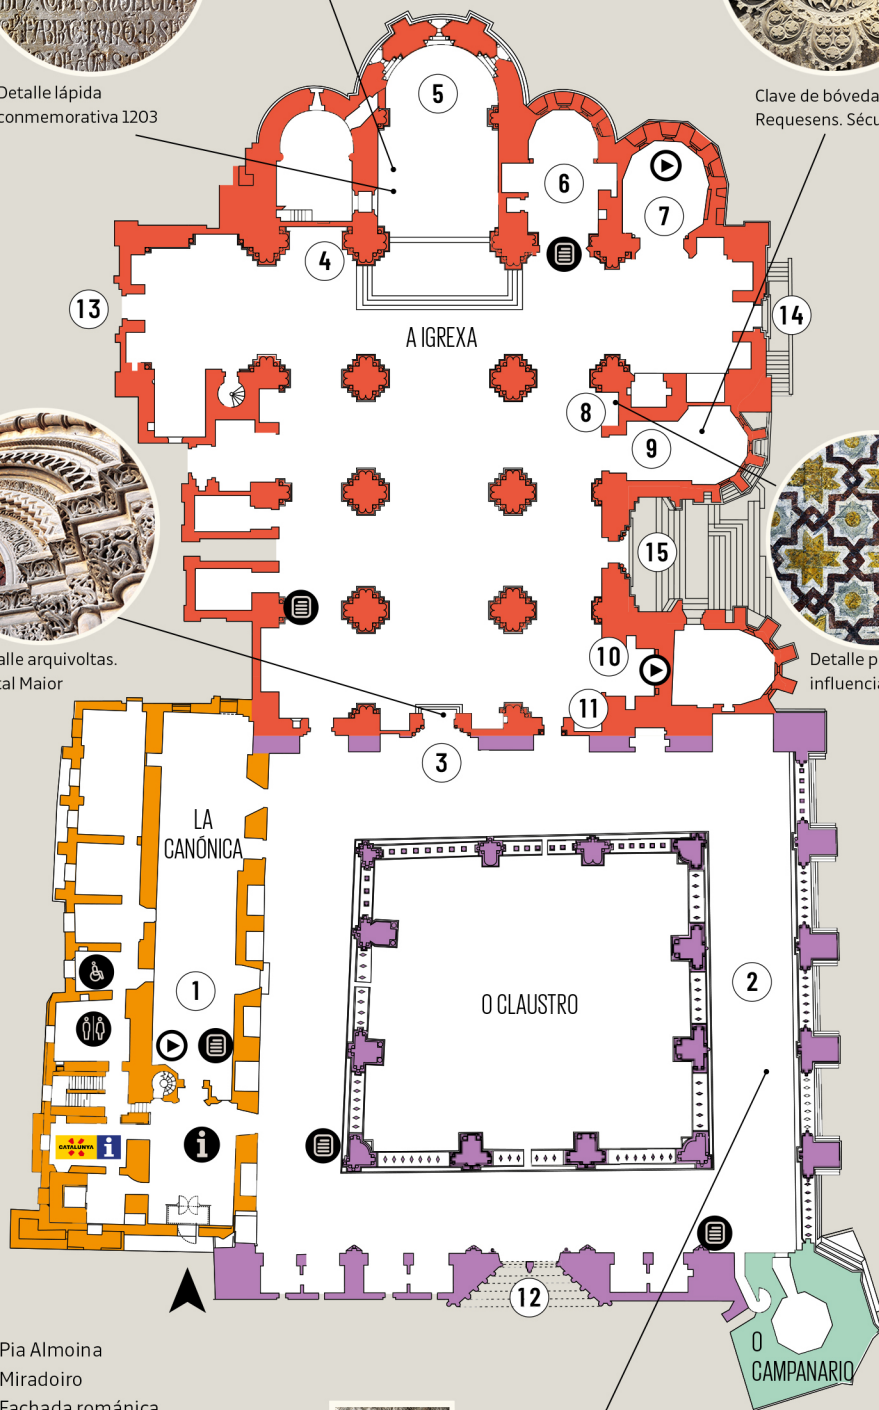 Detalle lápida
conmemorativa 1203
Clave de bóveda
Requesens. Sécu
5
6
7
4
13
14
A IGREXA
8
9
15
10
11
alle arquivoltas.
tal Maior
Detalle p
influencia
3
LA
CANÓNICA
1
2
O CLAUSTRO
CATALUNYA i
i
12
O
CAMPANARIO
Pia Almoina
Miradoiro
Fachada románica